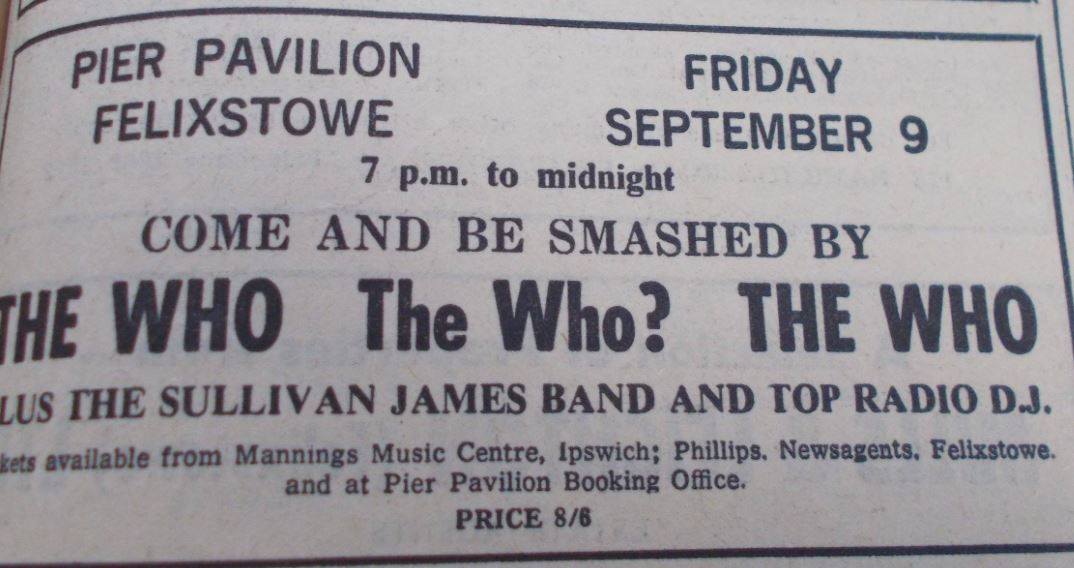 PIER PAVILION
FELIXSTOWE
FRIDAY
SEPTEMBER 9
7 p.m. to midnight
COME AND BE SMASHED BY
THE WHO The Who? THE WHO
LUS THE SULLIVAN JAMES BAND AND TOP RADIO D.J.
kets available from Mannings Music Centre, Ipswich; Phillips. Newsagents, Felixstowe.
and at Pier Pavilion Booking Office.
PRICE 8/6